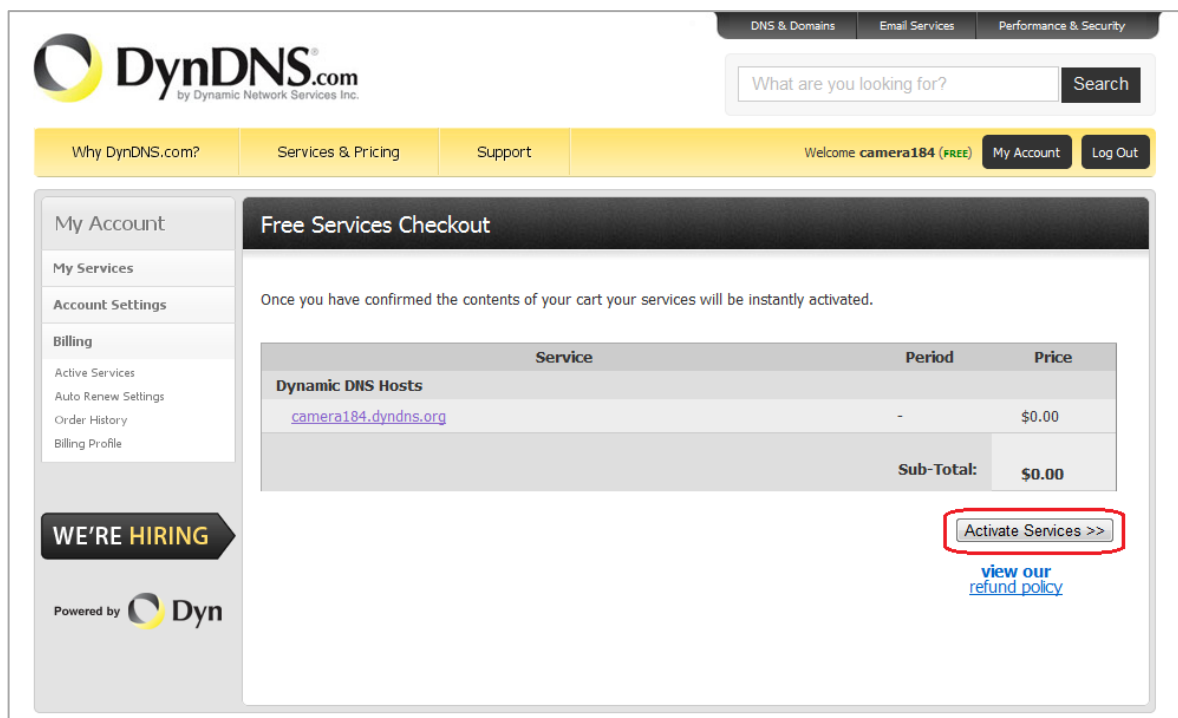 DNS & Domains Email Services Performance & Security
DynDNS.com
by Dynamic Network Services Inc.
What are you looking for? Search
Why DynDNS.com? Services & Pricing Support Welcome camera184 (FREE) My Account Log Out
My Account
My Services
Account Settings
Billing
Active Services
Auto Renew Settings
Order History
Billing Profile
WE'RE HIRING
Powered by Dyn
Free Services Checkout
Once you have confirmed the contents of your cart your services will be instantly activated.
Service Period Price
Dynamic DNS Hosts
camera184.dyndns.org - $0.00
Sub-Total: $0.00
Activate Services >>
view our
refund policy